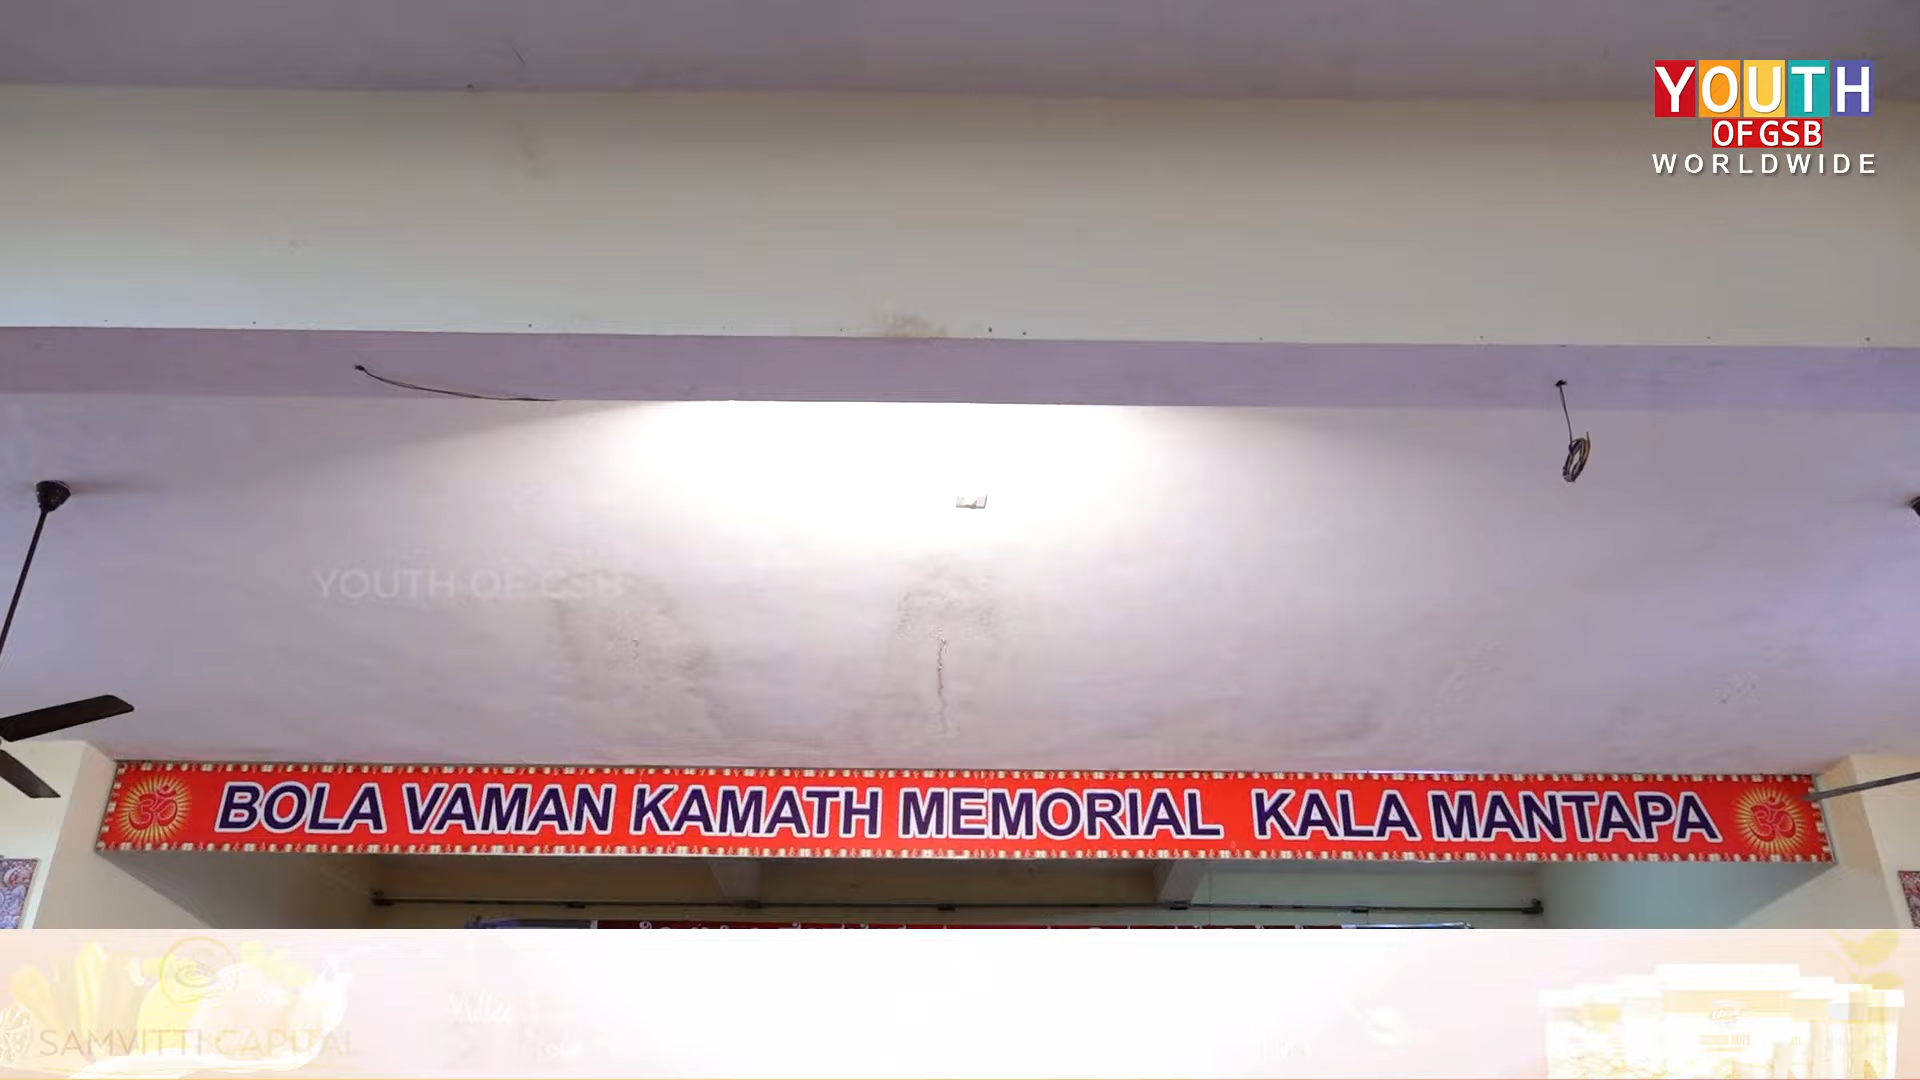 YOUTH
OF GSB
WORLDWIDE
YOUTH OF GSB
ॐ BOLA VAMAN KAMATH MEMORIAL KALA MANTAPA ॐ
SAMVITTI CAPITAL